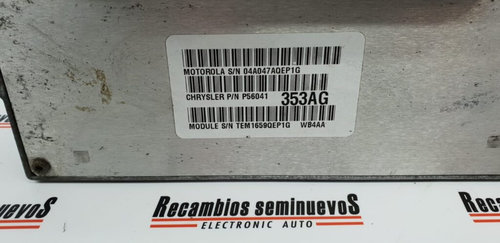 MOTOROLA S/N 04A047AQEP1G
CHRYSLER P/N P56041 353AG
MODULE S/N TEM1659QEP1G WB4AA
Recambios seminuevoS
ELECTRONIC AUTO